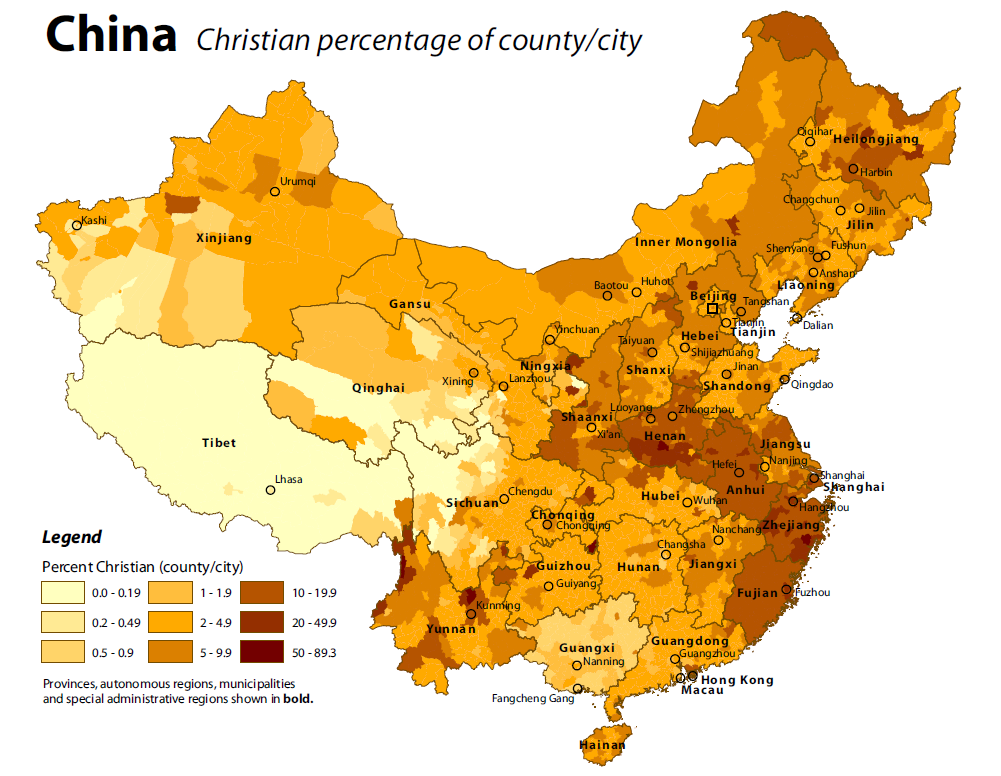 China Christian percentage of county/city
Qiqihar
Heilongjiang
Harbin
Urumqi
Changchun
Jilin
Kashi
Jilin
Xinjiang
Inner Mongolia
Shenyang
Fushun
Anshan
Liaoning
Baotou
Huhot
Beijing
Gansu
Tangshan
Tianjin
Tianjin
Dalian
Yinchuan
Taiyuan
Hebei
Shijiazhuang
Ningxia
Jinan
Xining
Lanzhou
Shanxi
Qingdao
Qinghai
Shandong
Luoyang
Zhengzhou
Shaanxi
Xi'an
Henan
Tibet
Jiangsu
Hefei
Nanjing
Lhasa
Shanghai
Shanghai
Chengdu
Anhui
Sichuan
Hubei
Wuhan
Hangzhou
Chonqing
Chongqing
Zhejiang
Nanchang
Changsha
Legend
Guizhou
Hunan
Jiangxi
Percent Christian (county/city)
Guiyang
Fujian
Fuzhou
0.0 - 0.19
1 - 1.9
10 - 19.9
Kunming
0.2 - 0.49
2 - 4.9
20 - 49.9
Yunnan
Guangdong
Guangxi
Guangzhou
0.5 - 0.9
5 - 9.9
50 - 89.3
Nanning
Hong Kong
Macau
Provinces, autonomous regions, municipalities
and special administrative regions shown in bold.
Fangcheng Gang
Hainan